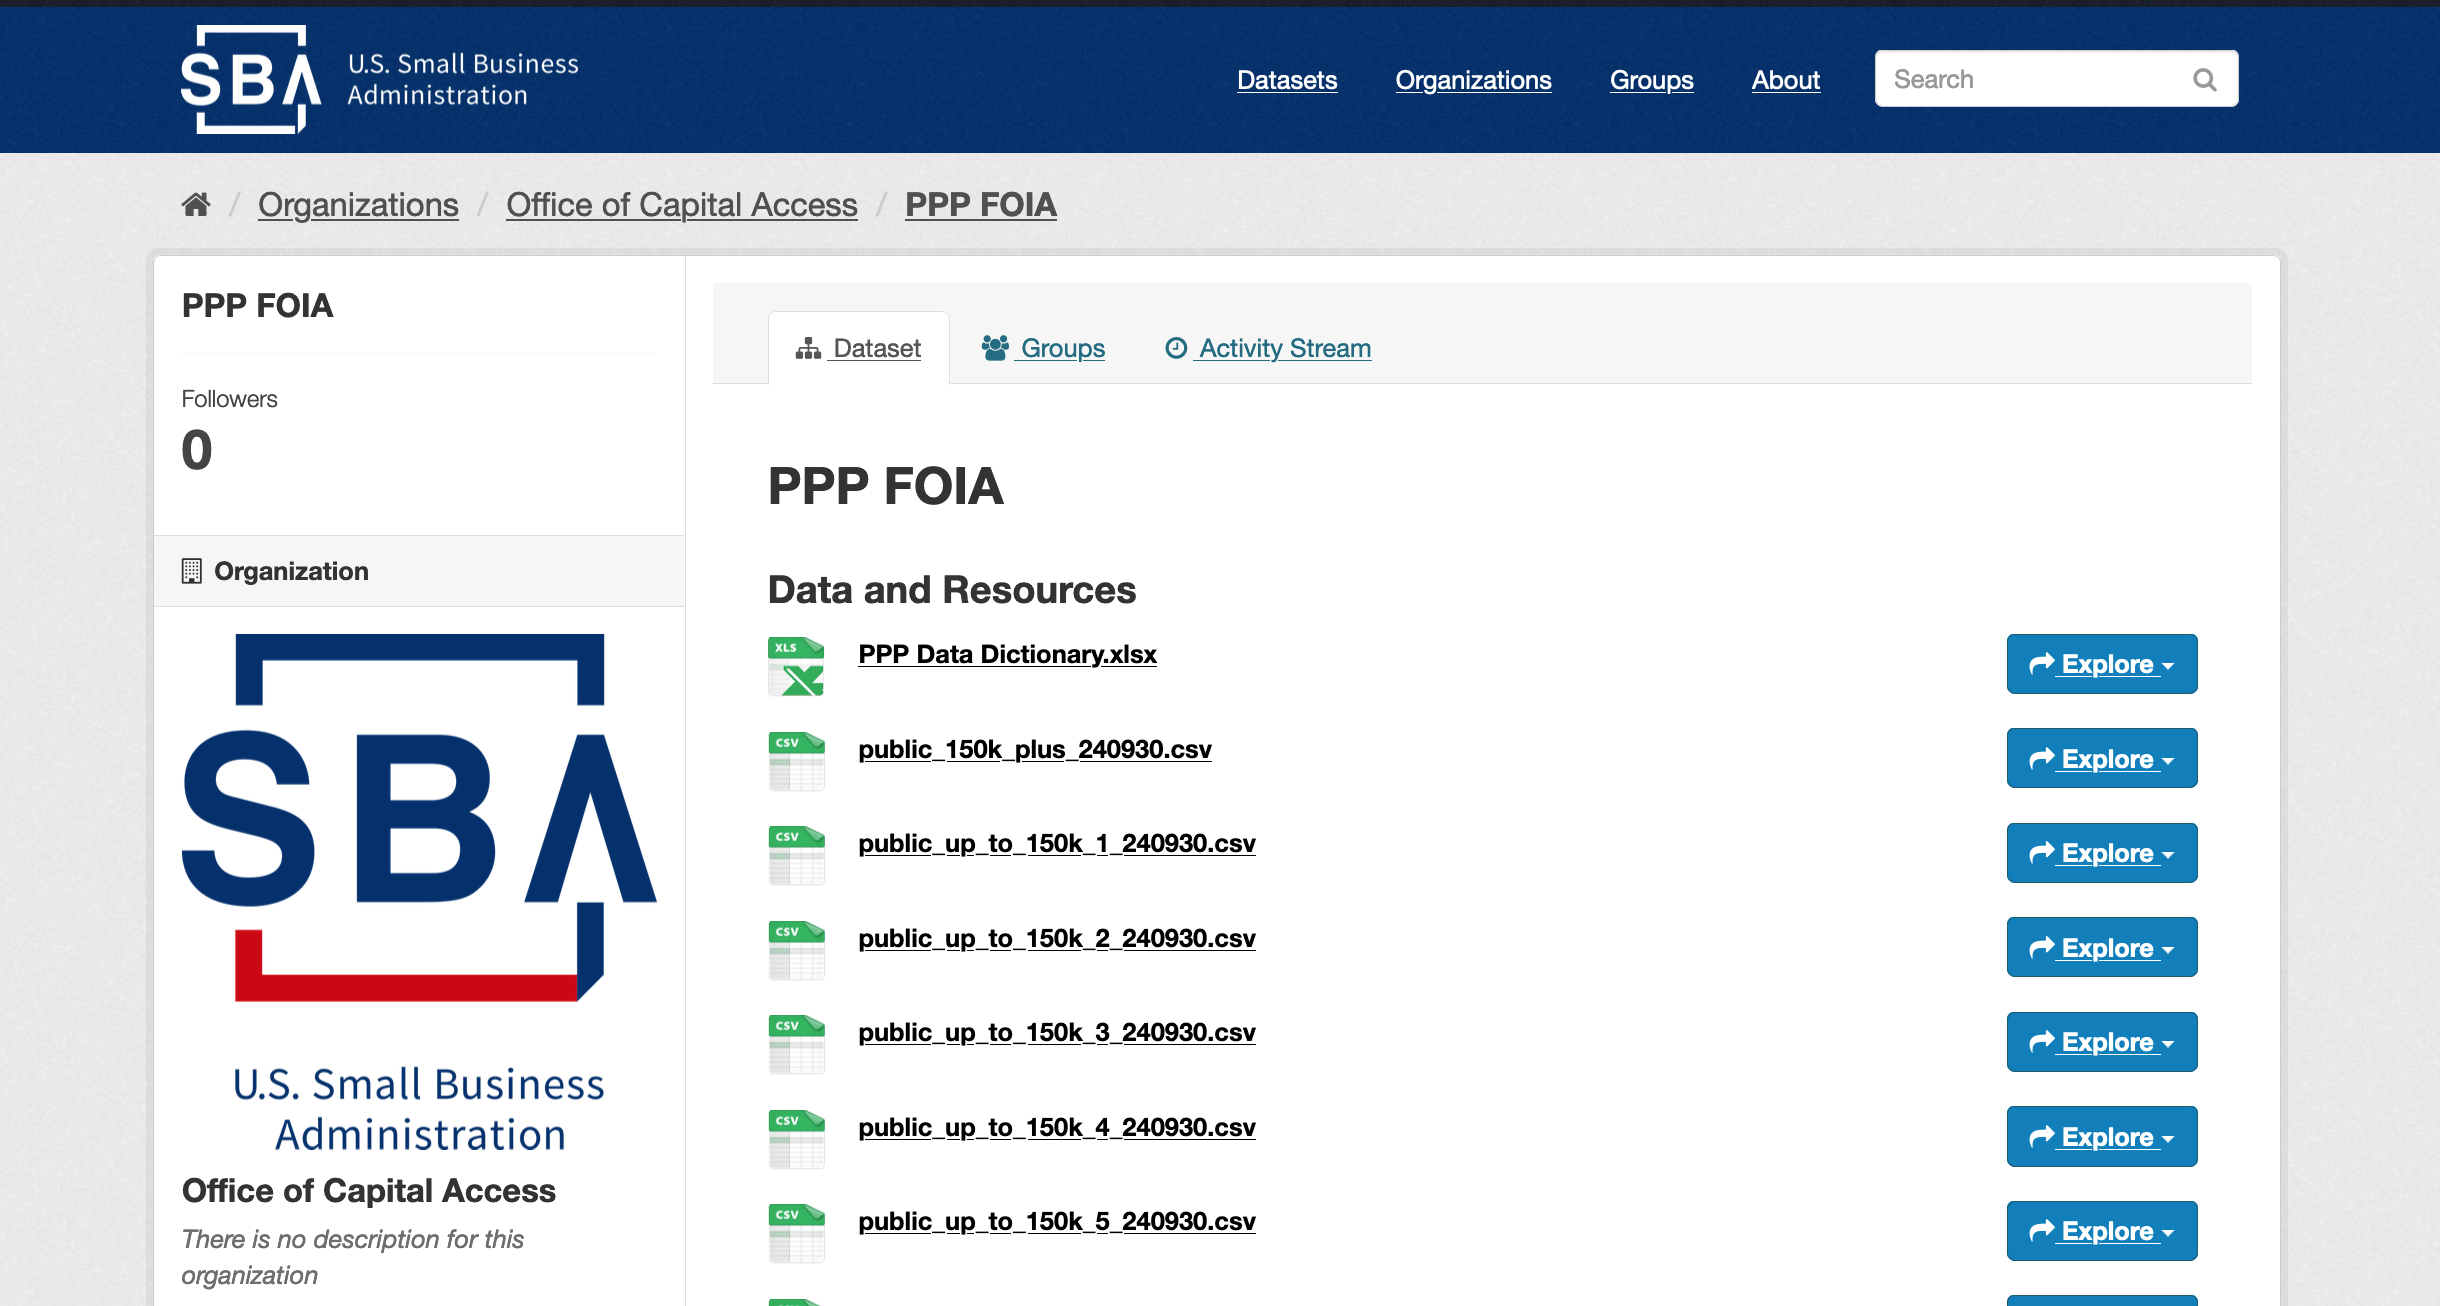 SBA
U.S. Small Business
Administration
Datasets
Organizations
Groups
About
Search
/ Organizations / Office of Capital Access / PPP FOIA
PPP FOIA
Followers
0
Organization
SBA
U.S. Small Business
Administration
Office of Capital Access
There is no description for this
organization
Dataset
Groups
Activity Stream
PPP FOIA
Data and Resources
XLS
PPP Data Dictionary.xlsx
Explore
CSV
public_150k_plus_240930.csv
Explore
CSV
public_up_to_150k_1_240930.csv
Explore
CSV
public_up_to_150k_2_240930.csv
Explore
CSV
public_up_to_150k_3_240930.csv
Explore
CSV
public_up_to_150k_4_240930.csv
Explore
CSV
public_up_to_150k_5_240930.csv
Explore